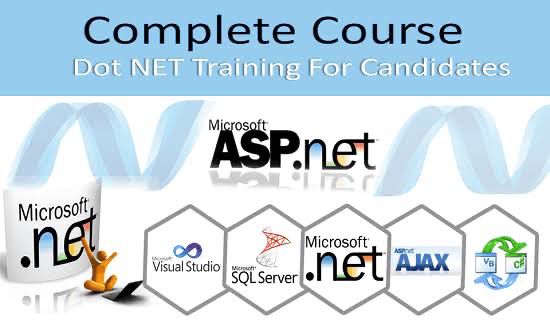 Complete Course
Dot NET Training For Candidates
Microsoft®
ASP.net
Microsoft®
.net
Microsoft®
Visual Studio
Microsoft®
SQL Server
Microsoft®
.net
ASP.net
AJAX
VB
C#